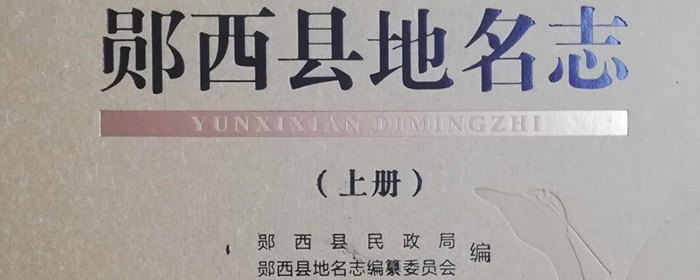 郧西县地名志
YUNXIXIAN DIMINGZHI
（上册）
郧西县民政局
郧西县地名志编纂委员会 编